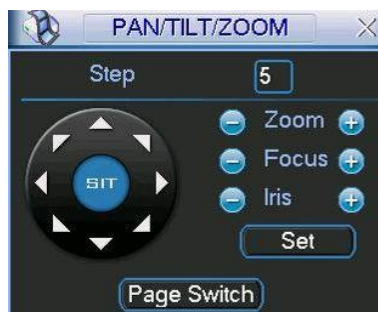 PAN/TILT/ZOOM
Step 5
SIT Zoom
Focus
Iris
Set
Page Switch